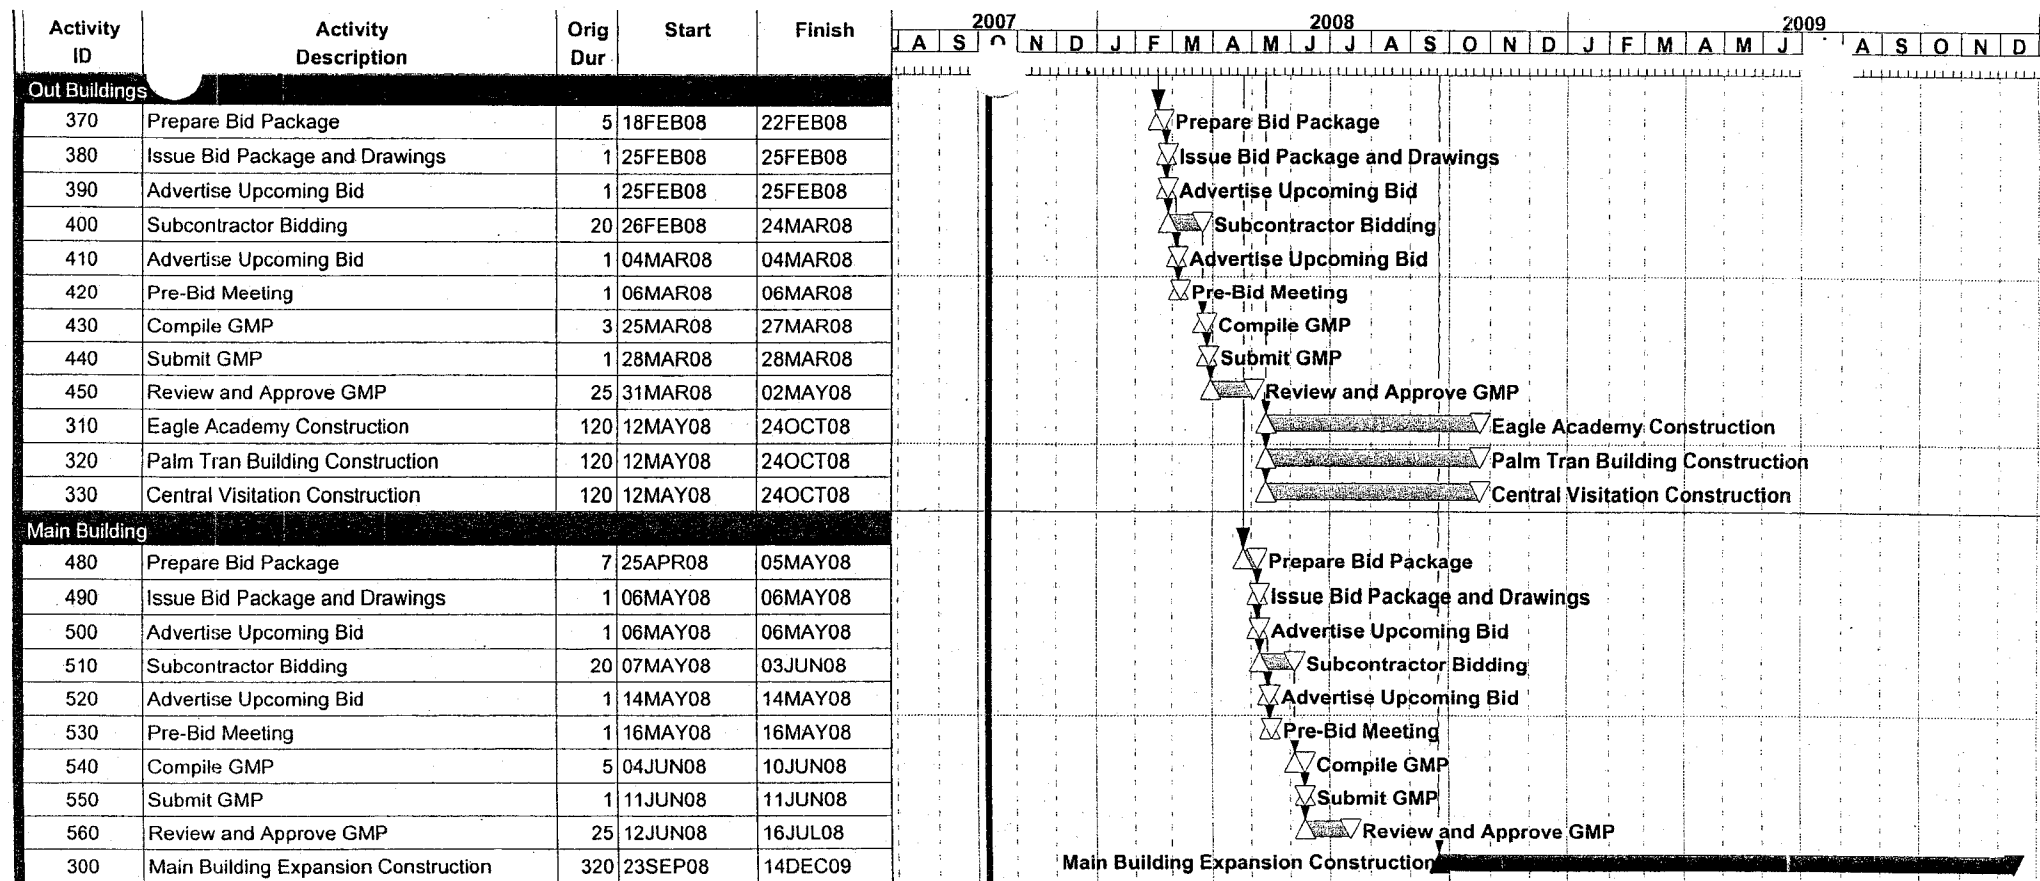 Activity ID Activity Description Orig Dur Start Finish 2007 2008 2009
J A S O N D J F M A M J J A S O N D J F M A M J A S O N D
Out Buildings
370 Prepare Bid Package 5 18FEB08 22FEB08 Prepare Bid Package
380 Issue Bid Package and Drawings 1 25FEB08 25FEB08 Issue Bid Package and Drawings
390 Advertise Upcoming Bid 1 25FEB08 25FEB08 Advertise Upcoming Bid
400 Subcontractor Bidding 20 26FEB08 24MAR08 Subcontractor Bidding
410 Advertise Upcoming Bid 1 04MAR08 04MAR08 Advertise Upcoming Bid
420 Pre-Bid Meeting 1 06MAR08 06MAR08 Pre-Bid Meeting
430 Compile GMP 3 25MAR08 27MAR08 Compile GMP
440 Submit GMP 1 28MAR08 28MAR08 Submit GMP
450 Review and Approve GMP 25 31MAR08 02MAY08 Review and Approve GMP
310 Eagle Academy Construction 120 12MAY08 24OCT08 Eagle Academy Construction
320 Palm Tran Building Construction 120 12MAY08 24OCT08 Palm Tran Building Construction
330 Central Visitation Construction 120 12MAY08 24OCT08 Central Visitation Construction
Main Building
480 Prepare Bid Package 7 25APR08 05MAY08 Prepare Bid Package
490 Issue Bid Package and Drawings 1 06MAY08 06MAY08 Issue Bid Package and Drawings
500 Advertise Upcoming Bid 1 06MAY08 06MAY08 Advertise Upcoming Bid
510 Subcontractor Bidding 20 07MAY08 03JUN08 Subcontractor Bidding
520 Advertise Upcoming Bid 1 14MAY08 14MAY08 Advertise Upcoming Bid
530 Pre-Bid Meeting 1 16MAY08 16MAY08 Pre-Bid Meeting
540 Compile GMP 5 04JUN08 10JUN08 Compile GMP
550 Submit GMP 1 11JUN08 11JUN08 Submit GMP
560 Review and Approve GMP 25 12JUN08 16JUL08 Review and Approve GMP
300 Main Building Expansion Construction 320 23SEP08 14DEC09 Main Building Expansion Construction